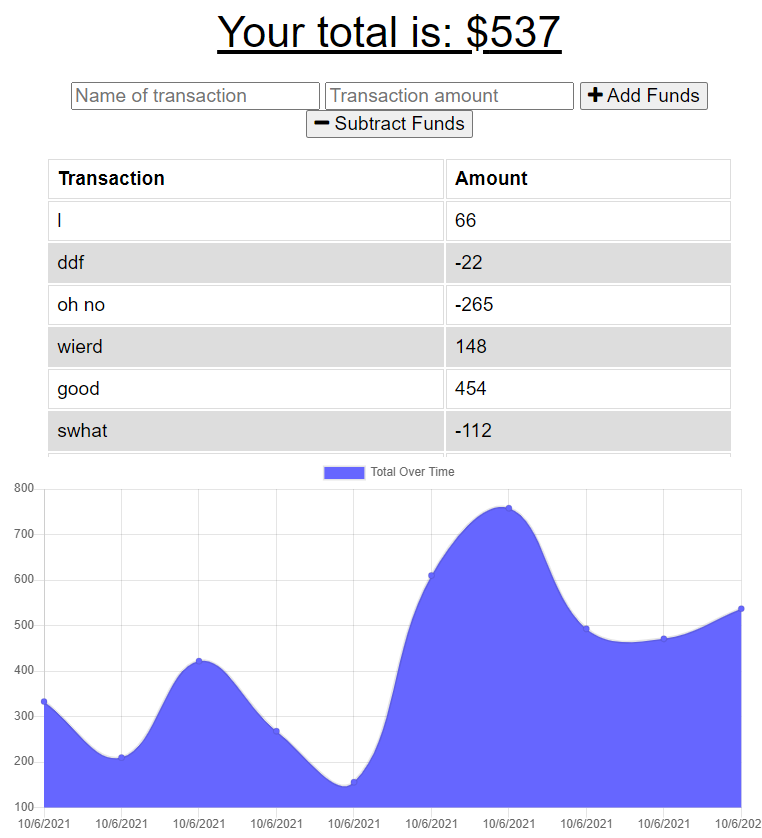 Your total is: $537
Name of transaction Transaction amount Add Funds
Subtract Funds
Transaction Amount
l 66
ddf -22
oh no -265
wierd 148
good 454
swhat -112
Total Over Time
800
700
600
500
400
300
200
100
10/6/2021 10/6/2021 10/6/2021 10/6/2021 10/6/2021 10/6/2021 10/6/2021 10/6/2021 10/6/2021 10/6/202